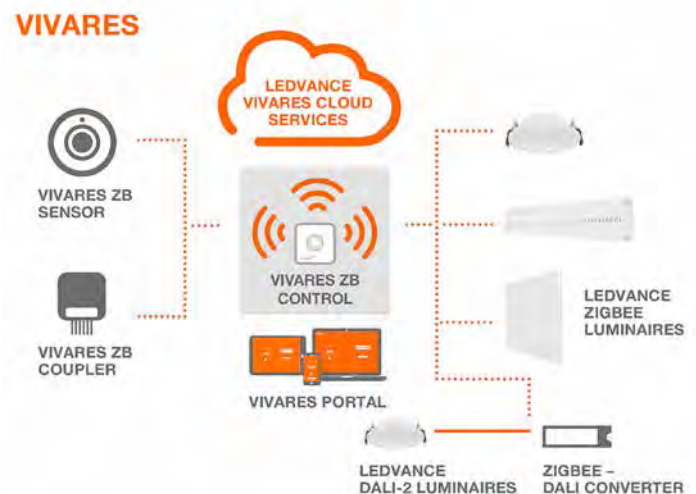 VIVARES
LEDVANCE
VIVARES CLOUD
SERVICES
VIVARES ZB
SENSOR
VIVARES ZB
CONTROL
VIVARES ZB
COUPLER
VIVARES PORTAL
LEDVANCE
ZIGBEE
LUMINAIRES
LEDVANCE
DALI-2 LUMINAIRES
ZIGBEE –
DALI CONVERTER